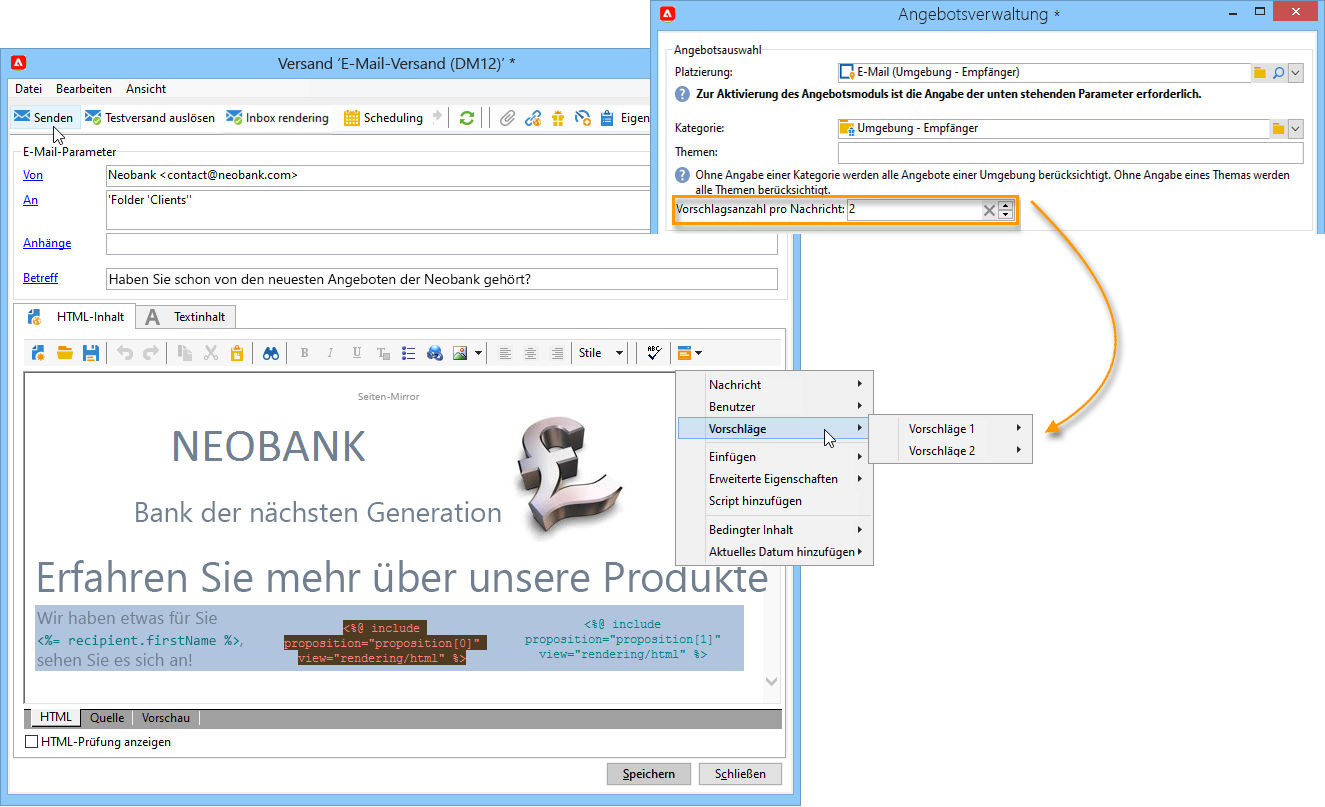 Angebotsverwaltung *
Angebotsauswahl
Platzierung:
E-Mail (Umgebung - Empfänger)
Zur Aktivierung des Angebotsmoduls ist die Angabe der unten stehenden Parameter erforderlich.
Kategorie:
Umgebung - Empfänger
Themen:
Ohne Angabe einer Kategorie werden alle Angebote einer Umgebung berücksichtigt. Ohne Angabe eines Themas werden
alle Themen berücksichtigt.
Vorschlagsanzahl pro Nachricht: 2
Versand ‘E-Mail-Versand (DM12)’ *
Datei Bearbeiten Ansicht
Senden Testversand auslösen Inbox rendering Scheduling Eigen
E-Mail-Parameter
Von
Neobank <contact@neobank.com>
An
'Folder 'Clients''
Anhänge
Betreff
Haben Sie schon von den neuesten Angeboten der Neobank gehört?
HTML-Inhalt
A Textinhalt
B I U T Stile ABC
Seiten-Mirror
NEOBANK
Bank der nächsten Generation
Erfahren Sie mehr über unsere Produkte
Wir haben etwas für Sie
<%= recipient.firstName %>,
sehen Sie es sich an!
<%@ include
proposition="proposition[0]"
view="rendering/html" %>
<%@ include
proposition="proposition[1]"
view="rendering/html" %>
Nachricht
Benutzer
Vorschläge
Einfügen
Erweiterte Eigenschaften
Script hinzufügen
Bedingter Inhalt
Aktuelles Datum hinzufügen
Vorschläge 1
Vorschläge 2
HTML Quelle Vorschau
HTML-Prüfung anzeigen
Speichern
Schließen